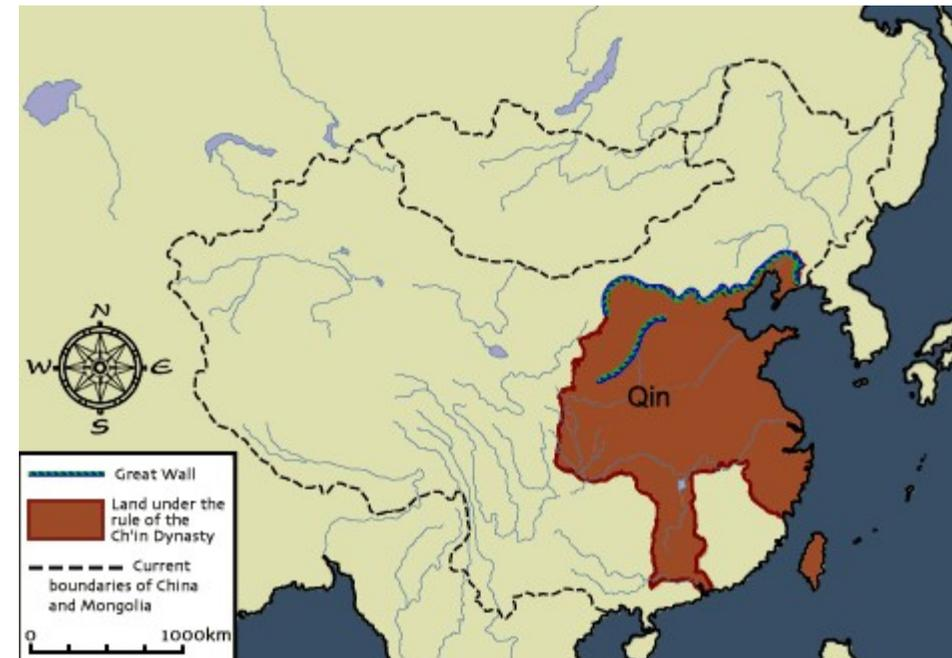 N
W E
S
Qin
Great Wall
Land under the
rule of the
Ch'in Dynasty
Current
boundaries of China
and Mongolia
0 1000km